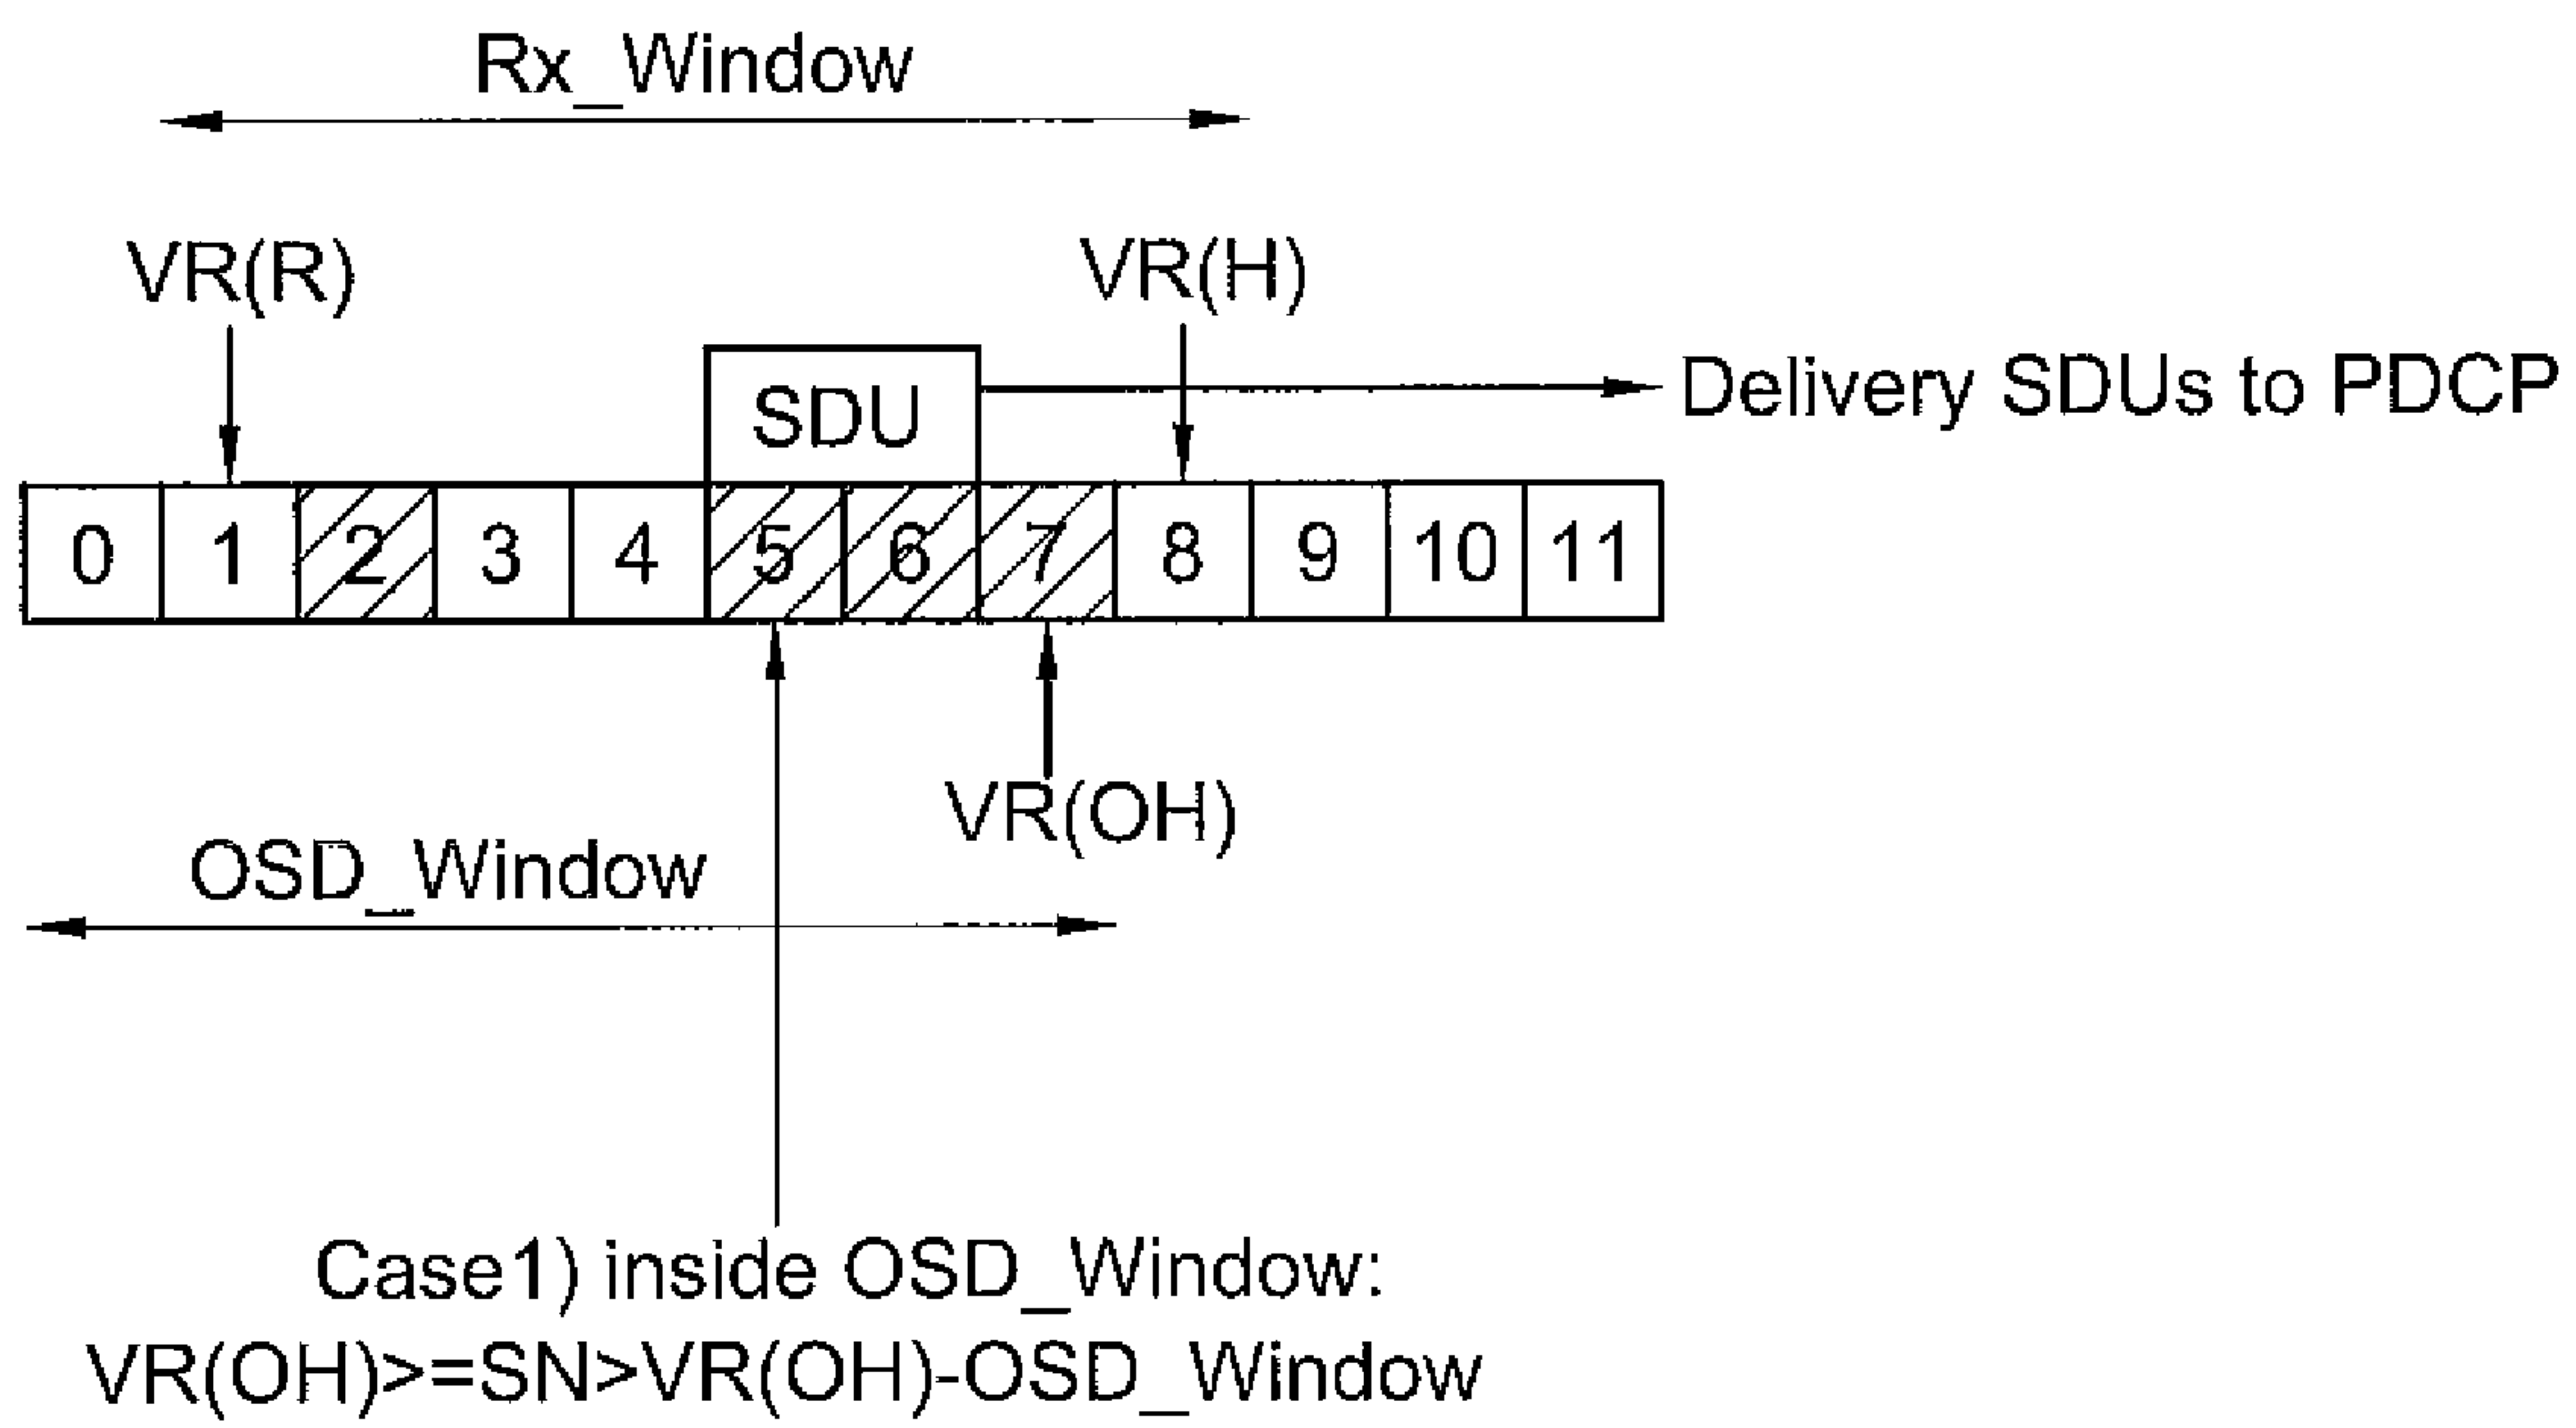 Rx_Window
VR(R)
VR(H)
SDU
Delivery SDUs to PDCP
0 1 2 3 4 5 6 7 8 9 10 11
VR(OH)
OSD_Window
Case1) inside OSD_Window:
VR(OH)>=SN>VR(OH)-OSD_Window